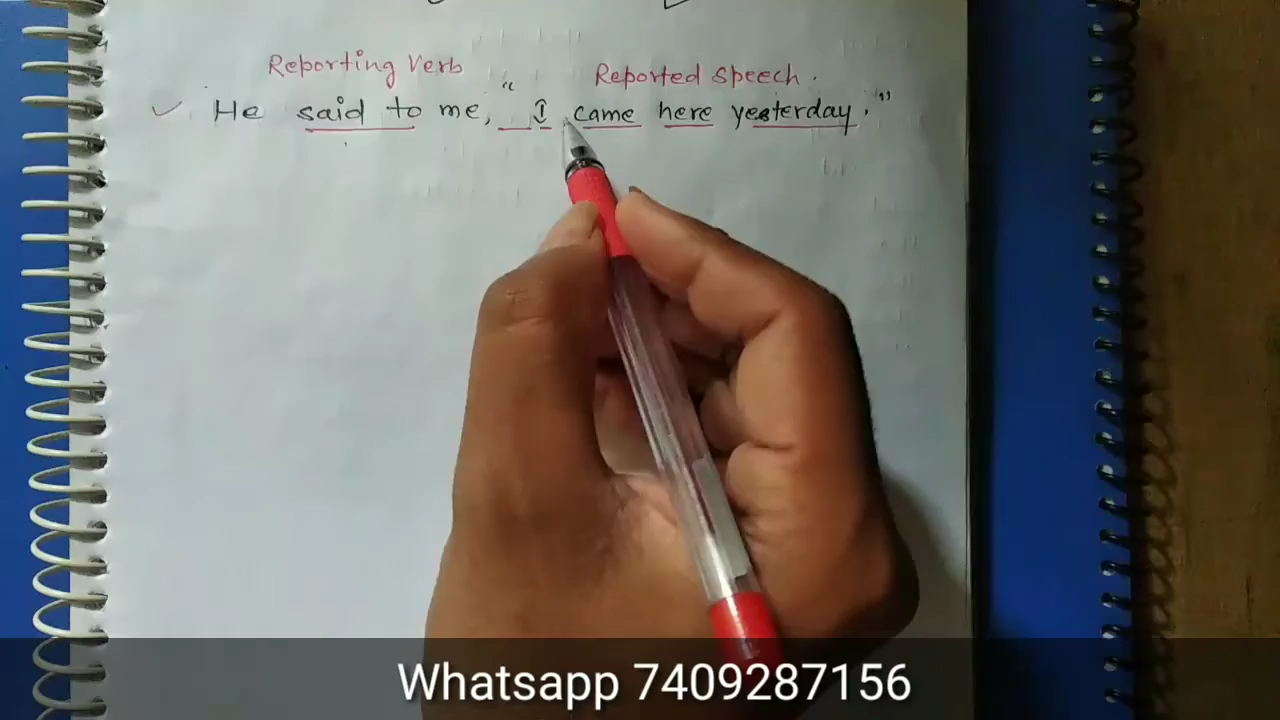 Reporting Verb Reported speech.
He said to me, "I came here yesterday."
Whatsapp 7409287156